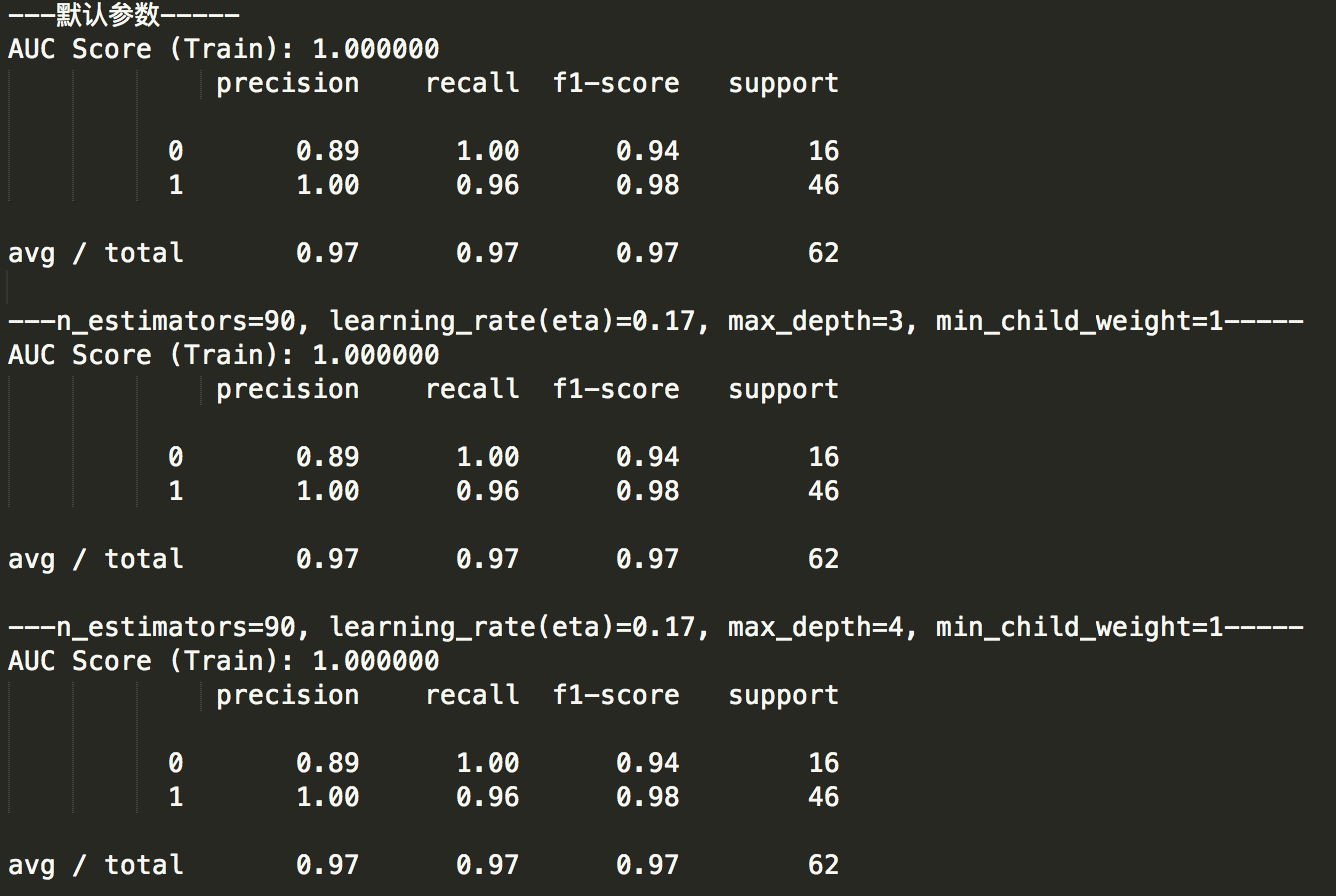 ---默认参数-----
AUC Score (Train): 1.000000
precision recall f1-score support
0 0.89 1.00 0.94 16
1 1.00 0.96 0.98 46
avg / total 0.97 0.97 0.97 62
---n_estimators=90, learning_rate(eta)=0.17, max_depth=3, min_child_weight=1-----
AUC Score (Train): 1.000000
precision recall f1-score support
0 0.89 1.00 0.94 16
1 1.00 0.96 0.98 46
avg / total 0.97 0.97 0.97 62
---n_estimators=90, learning_rate(eta)=0.17, max_depth=4, min_child_weight=1-----
AUC Score (Train): 1.000000
precision recall f1-score support
0 0.89 1.00 0.94 16
1 1.00 0.96 0.98 46
avg / total 0.97 0.97 0.97 62